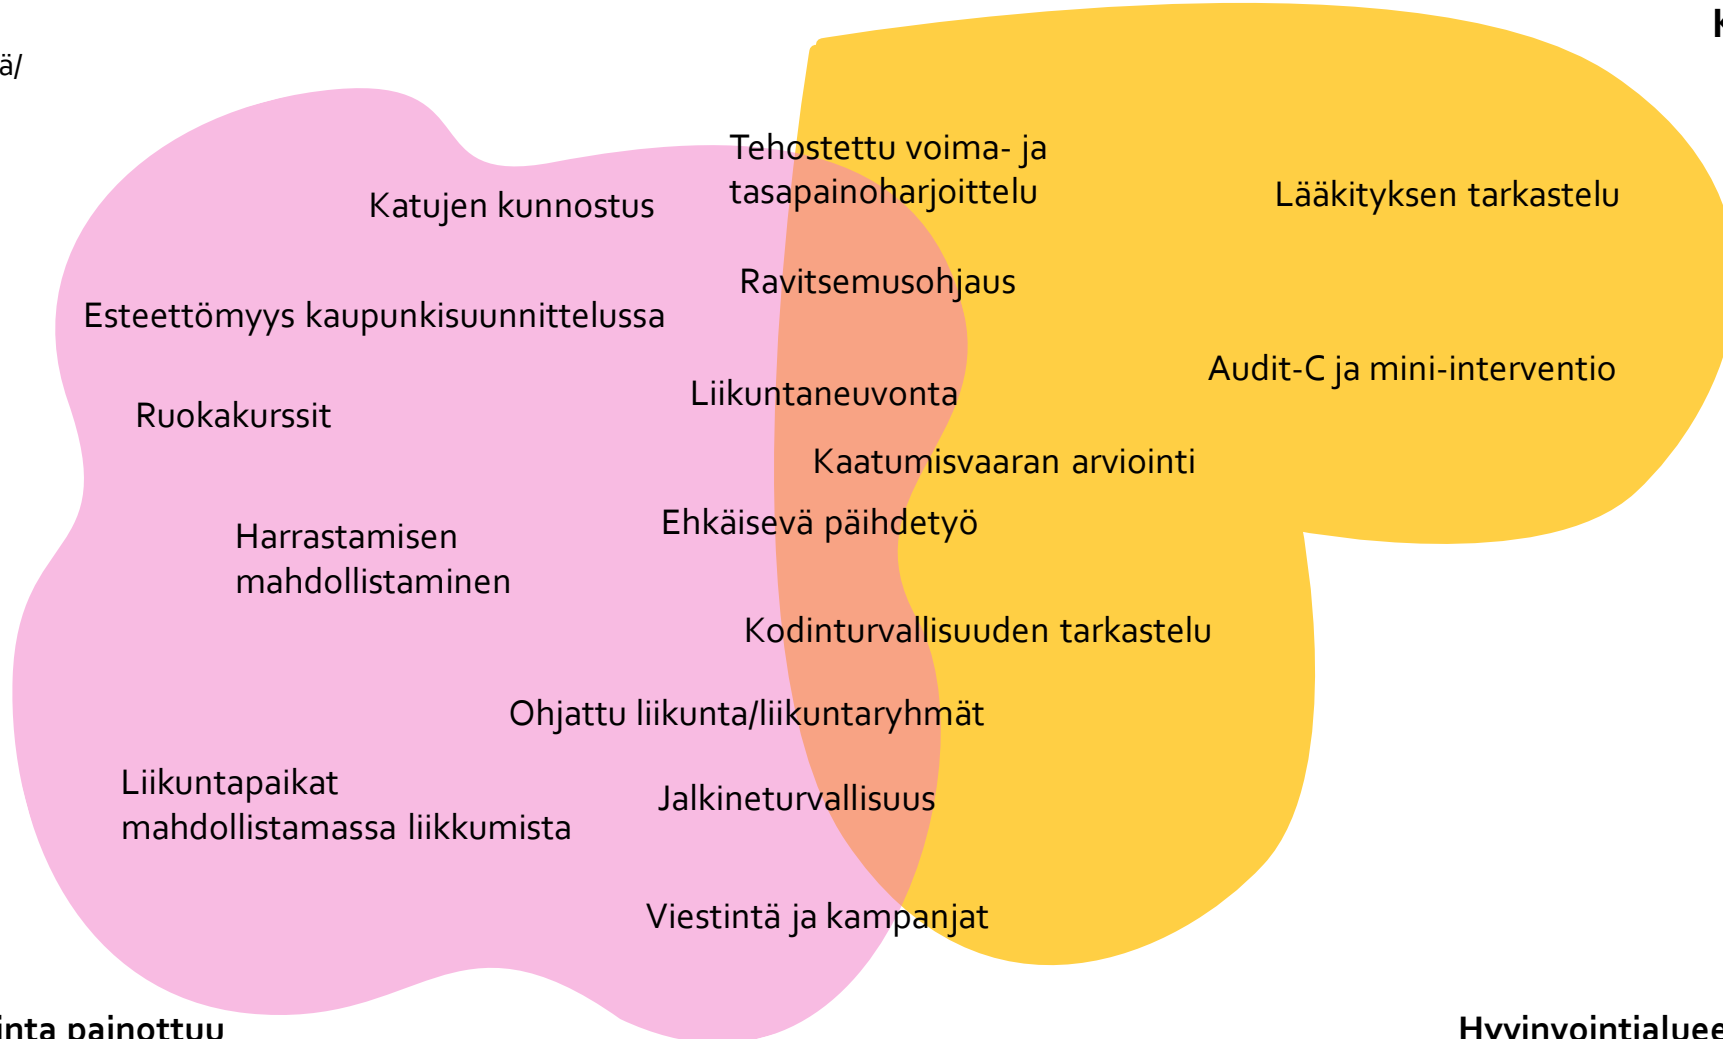 K
ä/
Tehostettu voima- ja
tasapainoharjoittelu
Lääkityksen tarkastelu
Katujen kunnostus
Ravitsemusohjaus
Esteettömyys kaupunkisuunnittelussa
Audit-C ja mini-interventio
Liikuntaneuvonta
Ruokakurssit
Kaatumisvaaran arviointi
Ehkäisevä päihdetyö
Harrastamisen
mahdollistaminen
Kodinturvallisuuden tarkastelu
Ohjattu liikunta/liikuntaryhmät
Liikuntapaikat
mahdollistamassa liikkumista
Jalkineturvallisuus
Viestintä ja kampanjat
inta painottuu
Hyvinvointialuee